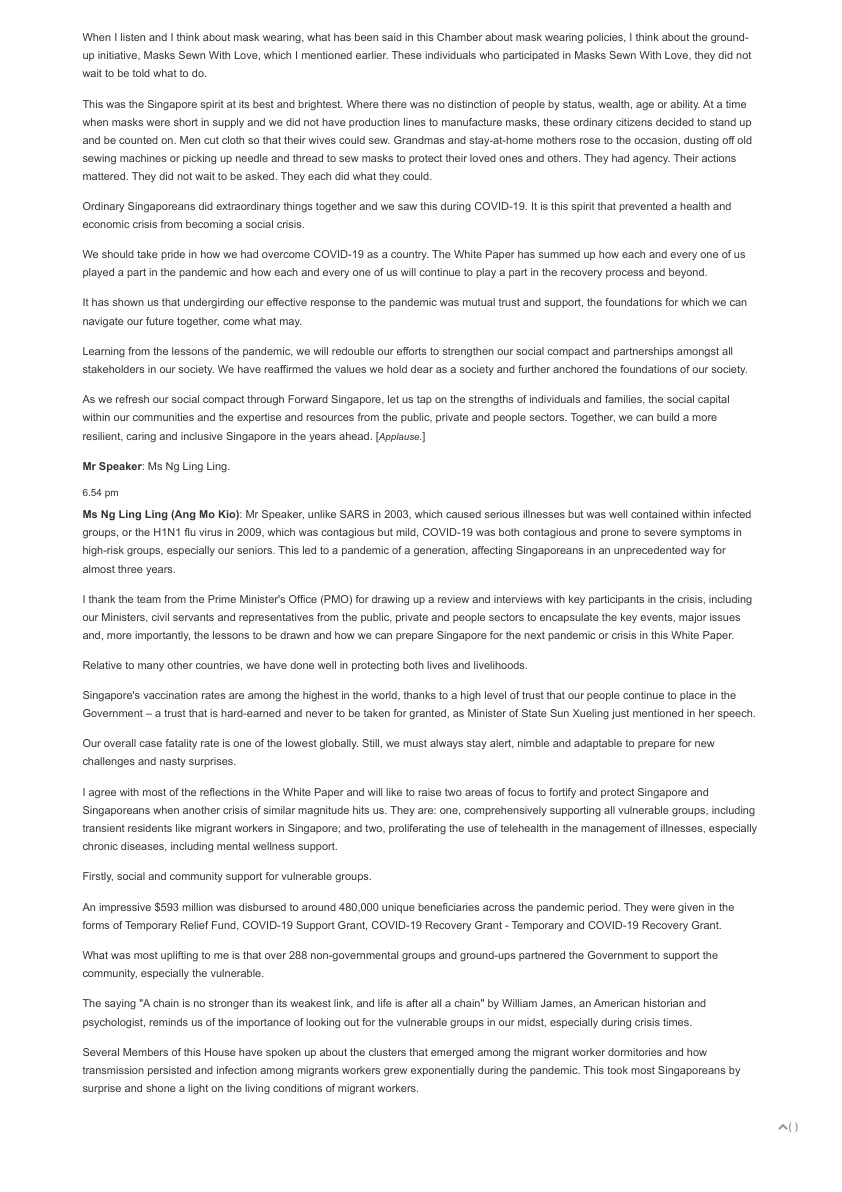 When I listen and I think about mask wearing, what has been said in this Chamber about mask wearing policies, I think about the ground-
up initiative, Masks Sewn With Love, which I mentioned earlier. These individuals who participated in Masks Sewn With Love, they did not
wait to be told what to do.
This was the Singapore spirit at its best and brightest. Where there was no distinction of people by status, wealth, age or ability. At a time
when masks were short in supply and we did not have production lines to manufacture masks, these ordinary citizens decided to stand up
and be counted on. Men cut cloth so that their wives could sew. Grandmas and stay-at-home mothers rose to the occasion, dusting off old
sewing machines or picking up needle and thread to sew masks to protect their loved ones and others. They had agency. Their actions
mattered. They did not wait to be asked. They each did what they could.
Ordinary Singaporeans did extraordinary things together and we saw this during COVID-19. It is this spirit that prevented a health and
economic crisis from becoming a social crisis.
We should take pride in how we had overcome COVID-19 as a country. The White Paper has summed up how each and every one of us
played a part in the pandemic and how each and every one of us will continue to play a part in the recovery process and beyond.
It has shown us that undergirding our effective response to the pandemic was mutual trust and support, the foundations for which we can
navigate our future together, come what may.
Learning from the lessons of the pandemic, we will redouble our efforts to strengthen our social compact and partnerships amongst all
stakeholders in our society. We have reaffirmed the values we hold dear as a society and further anchored the foundations of our society.
As we refresh our social compact through Forward Singapore, let us tap on the strengths of individuals and families, the social capital
within our communities and the expertise and resources from the public, private and people sectors. Together, we can build a more
resilient, caring and inclusive Singapore in the years ahead. [Applause.]
Mr Speaker: Ms Ng Ling Ling.
6.54 pm
Ms Ng Ling Ling (Ang Mo Kio): Mr Speaker, unlike SARS in 2003, which caused serious illnesses but was well contained within infected
groups, or the H1N1 flu virus in 2009, which was contagious but mild, COVID-19 was both contagious and prone to severe symptoms in
high-risk groups, especially our seniors. This led to a pandemic of a generation, affecting Singaporeans in an unprecedented way for
almost three years.
I thank the team from the Prime Minister's Office (PMO) for drawing up a review and interviews with key participants in the crisis, including
our Ministers, civil servants and representatives from the public, private and people sectors to encapsulate the key events, major issues
and, more importantly, the lessons to be drawn and how we can prepare Singapore for the next pandemic or crisis in this White Paper.
Relative to many other countries, we have done well in protecting both lives and livelihoods.
Singapore's vaccination rates are among the highest in the world, thanks to a high level of trust that our people continue to place in the
Government – a trust that is hard-earned and never to be taken for granted, as Minister of State Sun Xueling just mentioned in her speech.
Our overall case fatality rate is one of the lowest globally. Still, we must always stay alert, nimble and adaptable to prepare for new
challenges and nasty surprises.
I agree with most of the reflections in the White Paper and will like to raise two areas of focus to fortify and protect Singapore and
Singaporeans when another crisis of similar magnitude hits us. They are: one, comprehensively supporting all vulnerable groups, including
transient residents like migrant workers in Singapore; and two, proliferating the use of telehealth in the management of illnesses, especially
chronic diseases, including mental wellness support.
Firstly, social and community support for vulnerable groups.
An impressive $593 million was disbursed to around 480,000 unique beneficiaries across the pandemic period. They were given in the
forms of Temporary Relief Fund, COVID-19 Support Grant, COVID-19 Recovery Grant - Temporary and COVID-19 Recovery Grant.
What was most uplifting to me is that over 288 non-governmental groups and ground-ups partnered the Government to support the
community, especially the vulnerable.
The saying "A chain is no stronger than its weakest link, and life is after all a chain" by William James, an American historian and
psychologist, reminds us of the importance of looking out for the vulnerable groups in our midst, especially during crisis times.
Several Members of this House have spoken up about the clusters that emerged among the migrant worker dormitories and how
transmission persisted and infection among migrants workers grew exponentially during the pandemic. This took most Singaporeans by
surprise and shone a light on the living conditions of migrant workers.
( )